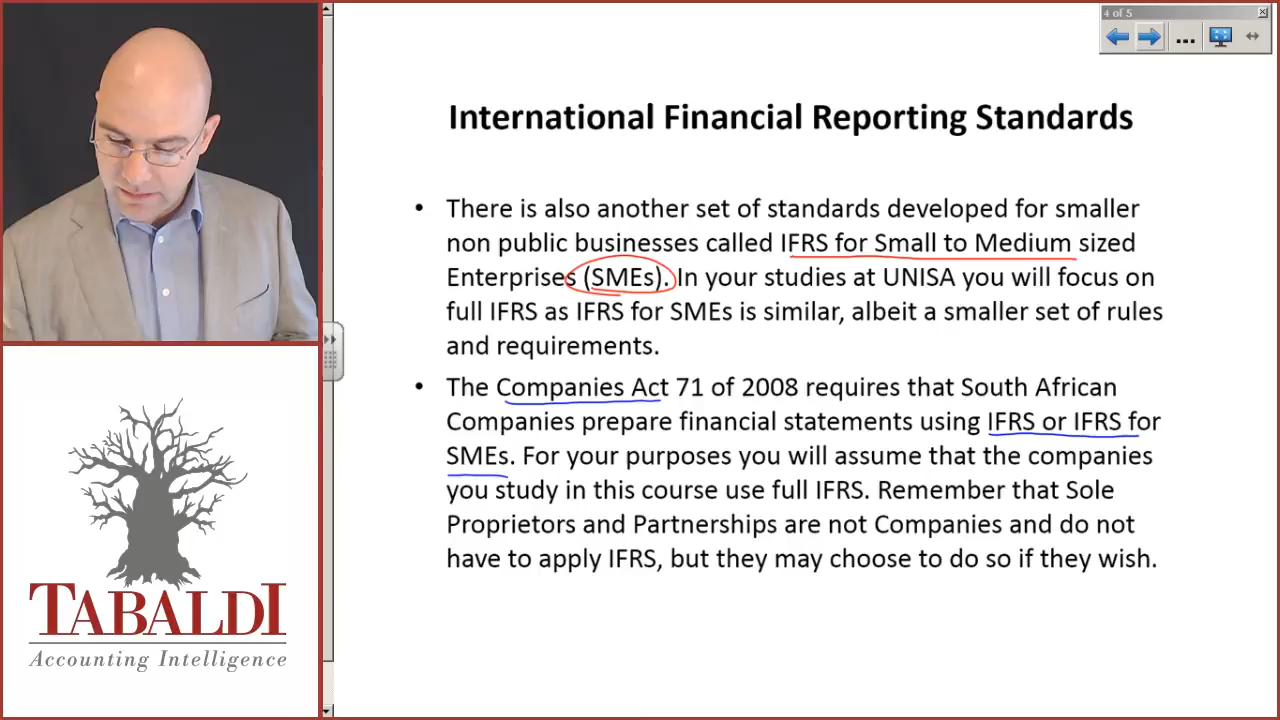 4 of 5
International Financial Reporting Standards
• There is also another set of standards developed for smaller
non public businesses called IFRS for Small to Medium sized
Enterprises (SMEs). In your studies at UNISA you will focus on
full IFRS as IFRS for SMEs is similar, albeit a smaller set of rules
and requirements.
• The Companies Act 71 of 2008 requires that South African
Companies prepare financial statements using IFRS or IFRS for
SMEs. For your purposes you will assume that the companies
you study in this course use full IFRS. Remember that Sole
Proprietors and Partnerships are not Companies and do not
have to apply IFRS, but they may choose to do so if they wish.
TABALDI
Accounting Intelligence